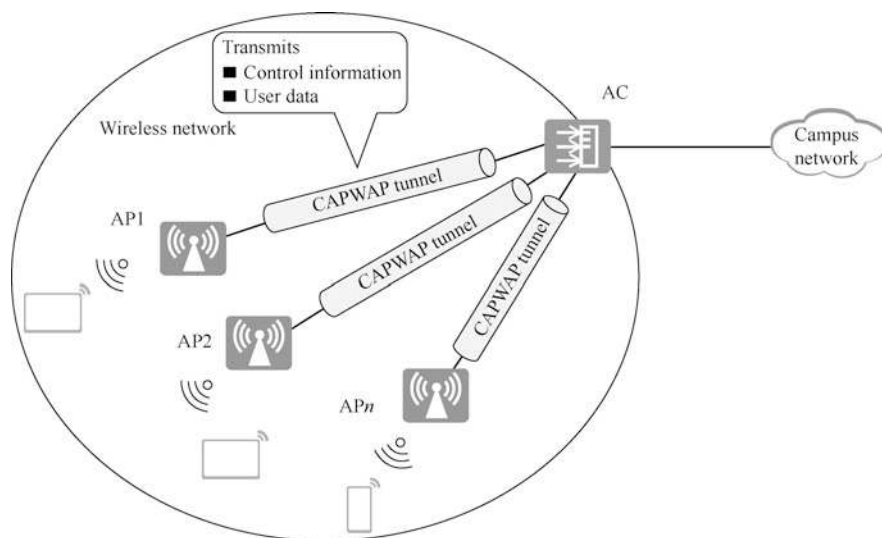 Transmits
■ Control information
■ User data
AC
Wireless network
Campus
network
CAPWAP tunnel
AP1
CAPWAP tunnel
CAPWAP tunnel
AP2
APn